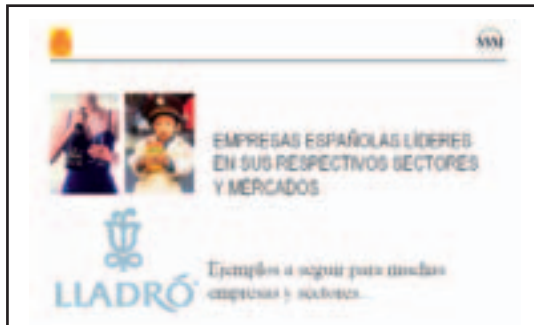 EMPRESAS ESPAÑOLAS LÍDERES
EN SUS RESPECTIVOS SECTORES
Y MERCADOS
LLADRÓ
Ejemplos a seguir para muchas
empresas y sectores...